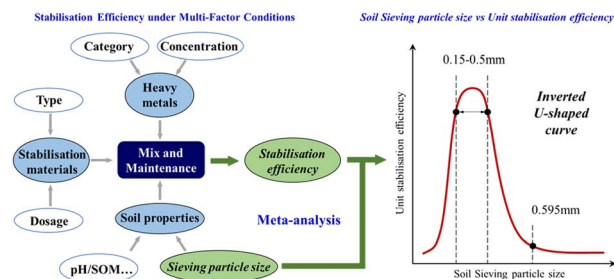 Stabilisation Efficiency under Multi-Factor Conditions
Category
Concentration
Heavy
metals
Type
Stabilisation
materials
Dosage
Mix and
Maintenance
Stabilisation
efficiency
Soil properties
Meta-analysis
pH/SOM...
Sieving particle size
Soil Sieving particle size vs Unit stabilisation efficiency
0.15-0.5mm
Inverted
U-shaped
curve
0.595mm
Unit stabilisation efficiency
Soil Sieving particle size